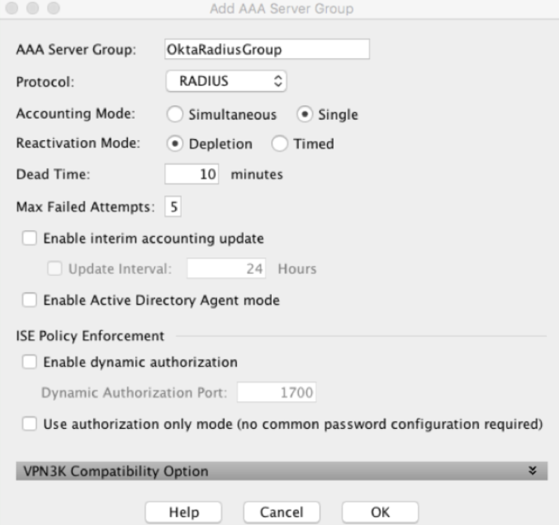 Add AAA Server Group
AAA Server Group: OktaRadiusGroup
Protocol: RADIUS
Accounting Mode: Simultaneous Single
Reactivation Mode: Depletion Timed
Dead Time: 10 minutes
Max Failed Attempts: 5
Enable interim accounting update
Update Interval: 24 Hours
Enable Active Directory Agent mode
ISE Policy Enforcement
Enable dynamic authorization
Dynamic Authorization Port: 1700
Use authorization only mode (no common password configuration required)
VPN3K Compatibility Option
Help Cancel OK